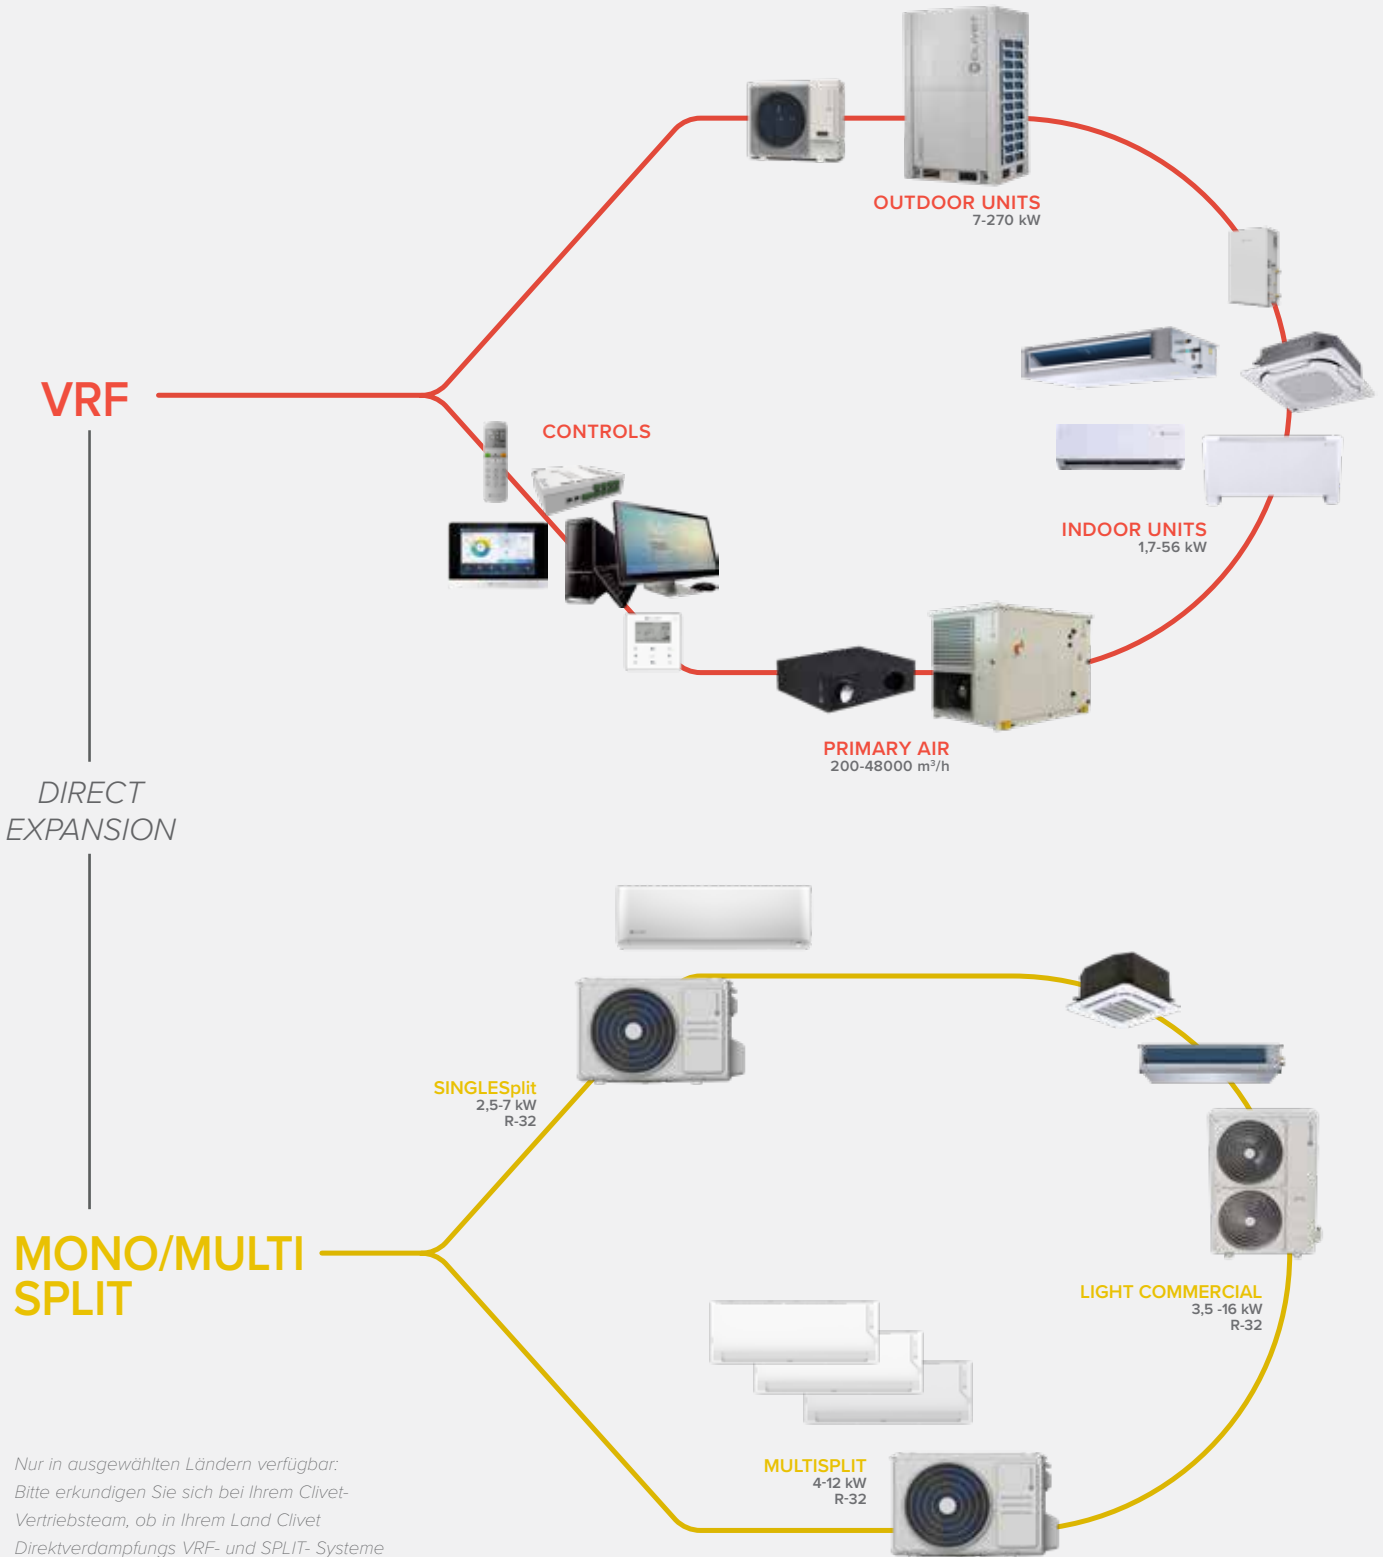 CLIVET
OUTDOOR UNITS
7-270 kW
VRF
CONTROLS
INDOOR UNITS
1,7-56 kW
PRIMARY AIR
200-48000 m³/h
DIRECT
EXPANSION
SINGLESplit
2,5-7 kW
R-32
MONO/MULTI
SPLIT
LIGHT COMMERCIAL
3,5 -16 kW
R-32
MULTISPLIT
4-12 kW
R-32
Nur in ausgewählten Ländern verfügbar:
Bitte erkundigen Sie sich bei Ihrem Clivet-
Vertriebsteam, ob in Ihrem Land Clivet
Direktverdampfungs VRF- und SPLIT- Systeme